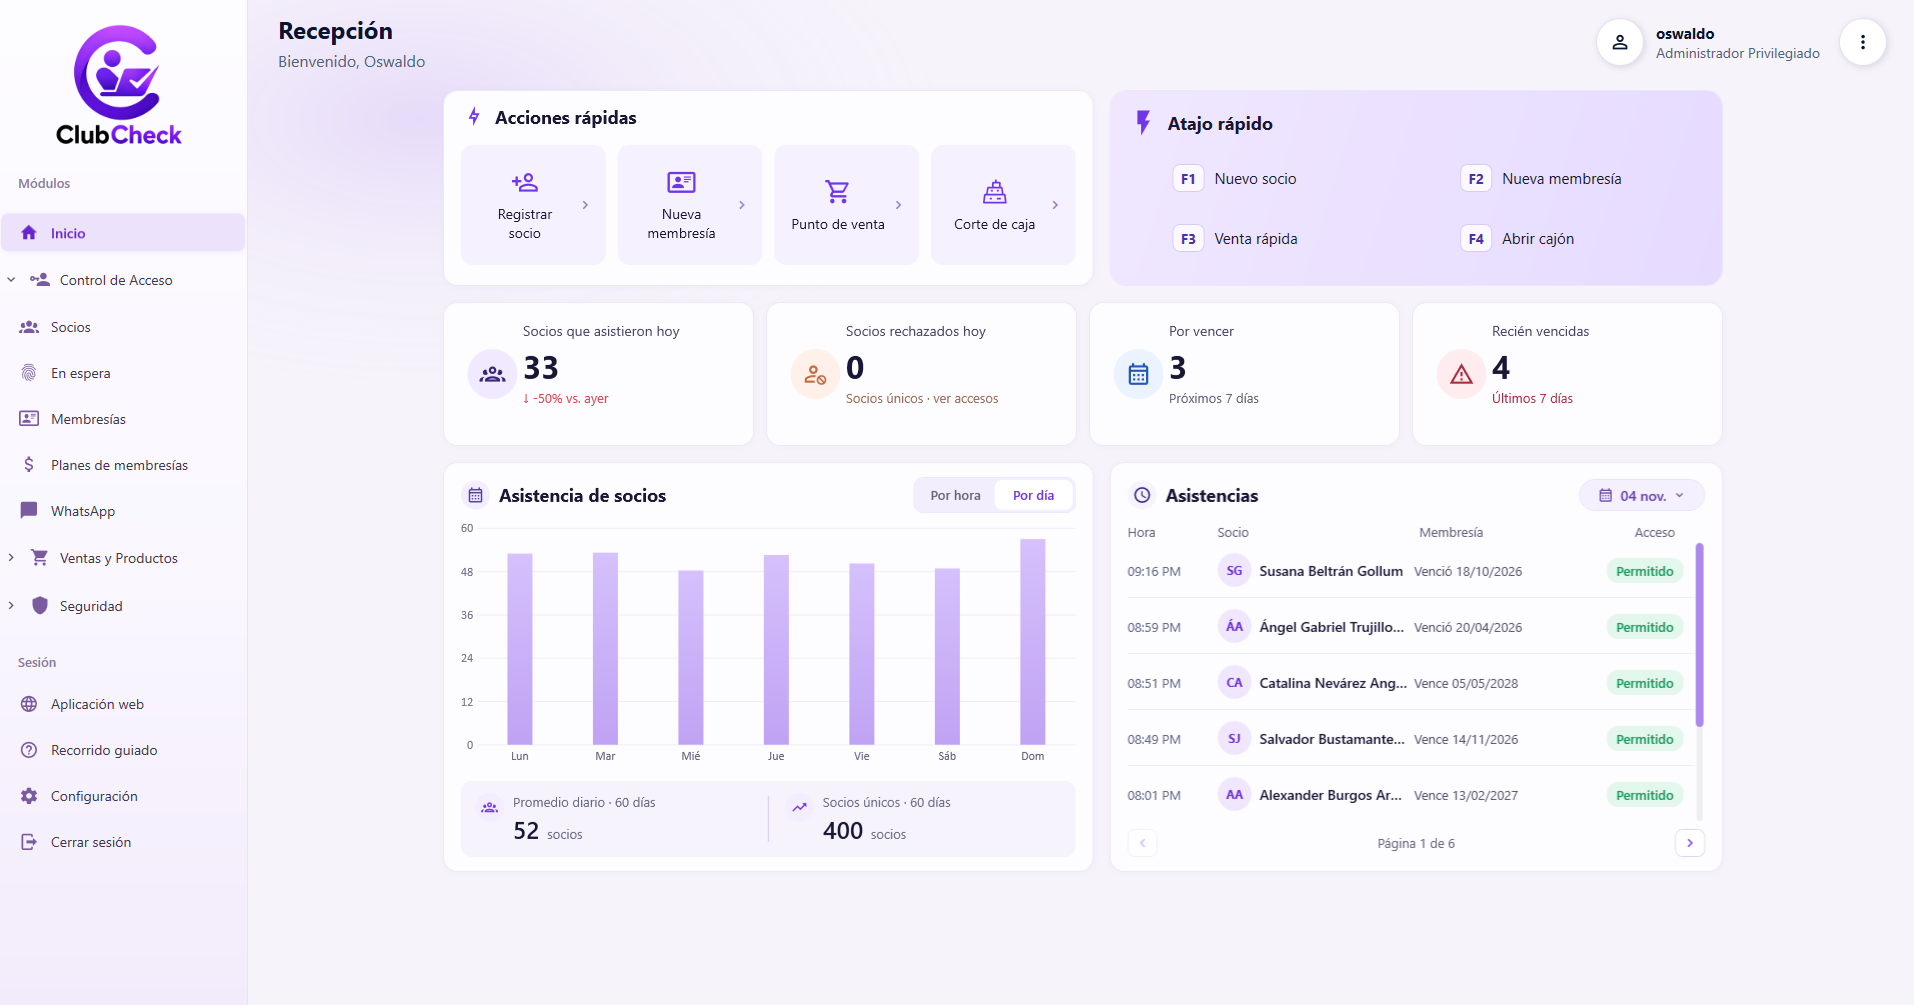 ClubCheck
Módulos
Inicio
Control de Acceso
Socios
En espera
Membresías
Planes de membresías
WhatsApp
Ventas y Productos
Seguridad
Sesión
Aplicación web
Recorrido guiado
Configuración
Cerrar sesión
Recepción
Bienvenido, Oswaldo
oswaldo
Administrador Privilegiado
Acciones rápidas
Registrar
socio
Nueva
membresía
Punto de venta
Corte de caja
Atajo rápido
F1 Nuevo socio
F2 Nueva membresía
F3 Venta rápida
F4 Abrir cajón
Socios que asistieron hoy
33
↓ -50% vs. ayer
Socios rechazados hoy
0
Socios únicos · ver accesos
Por vencer
3
Próximos 7 días
Recién vencidas
4
Últimos 7 días
Asistencia de socios
Por hora Por día
60
48
36
24
12
0
Lun Mar Mié Jue Vie Sáb Dom
Promedio diario · 60 días
52 socios
Socios únicos · 60 días
400 socios
Asistencias
04 nov.
Hora Socio Membresía Acceso
09:16 PM SG Susana Beltrán Gollum Venció 18/10/2026 Permitido
08:59 PM ÁA Ángel Gabriel Trujillo... Venció 20/04/2026 Permitido
08:51 PM CA Catalina Nevárez Ang... Vence 05/05/2028 Permitido
08:49 PM SJ Salvador Bustamante... Vence 14/11/2026 Permitido
08:01 PM AA Alexander Burgos Ar... Vence 13/02/2027 Permitido
Página 1 de 6